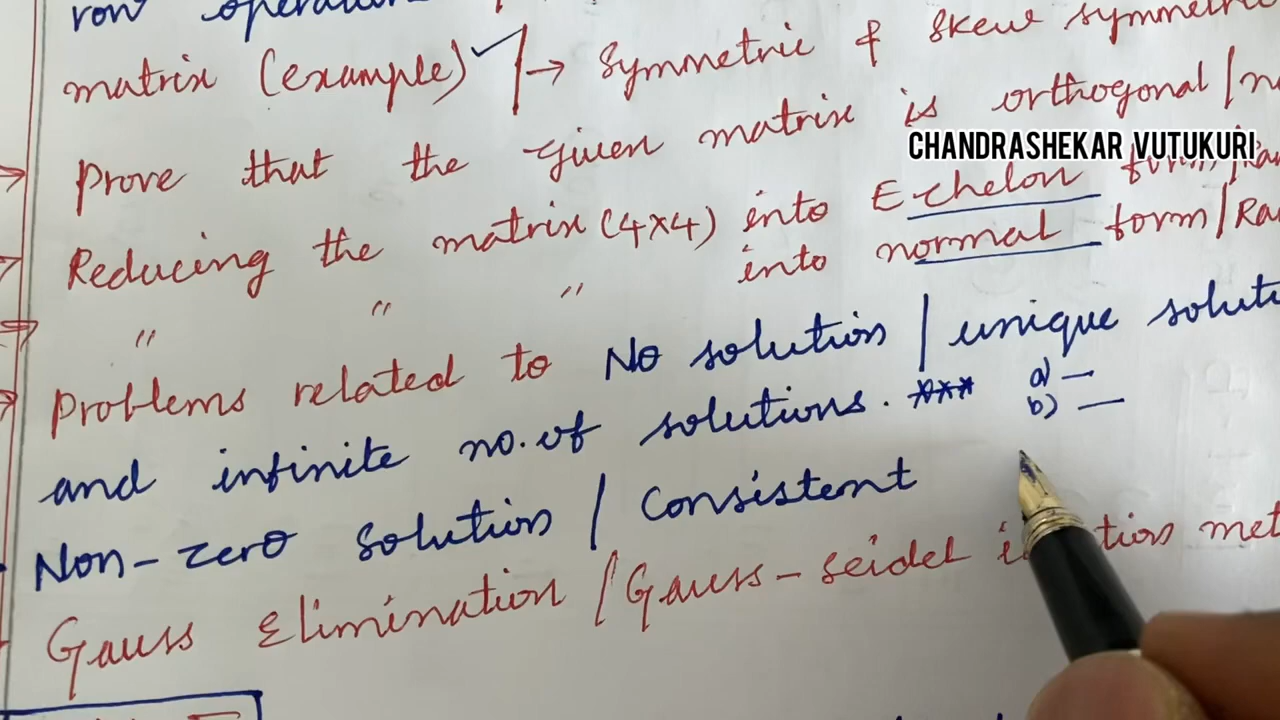 row
matrix (example) ✓ → Symmetric & skew symmetric
Prove that the given matrix is orthogonal /
CHANDRASHEKAR VUTUKURI
Reducing the matrix (4×4) into Echelon form/
" " " into normal form/
Problems related to No solution / unique
and infinite no. of solutions. *** a) —
b) —
Non-zero solution / Consistent
Gauss Elimination / Gauss-seidel